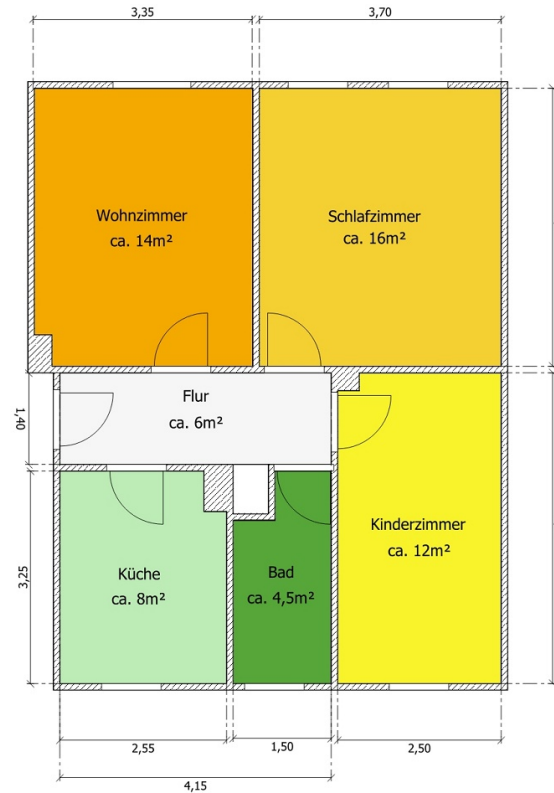 3,35
3,70
Wohnzimmer
ca. 14m²
Schlafzimmer
ca. 16m²
Flur
ca. 6m²
1,40
Kinderzimmer
ca. 12m²
Küche
ca. 8m²
Bad
ca. 4,5m²
3,25
2,55
1,50
2,50
4,15